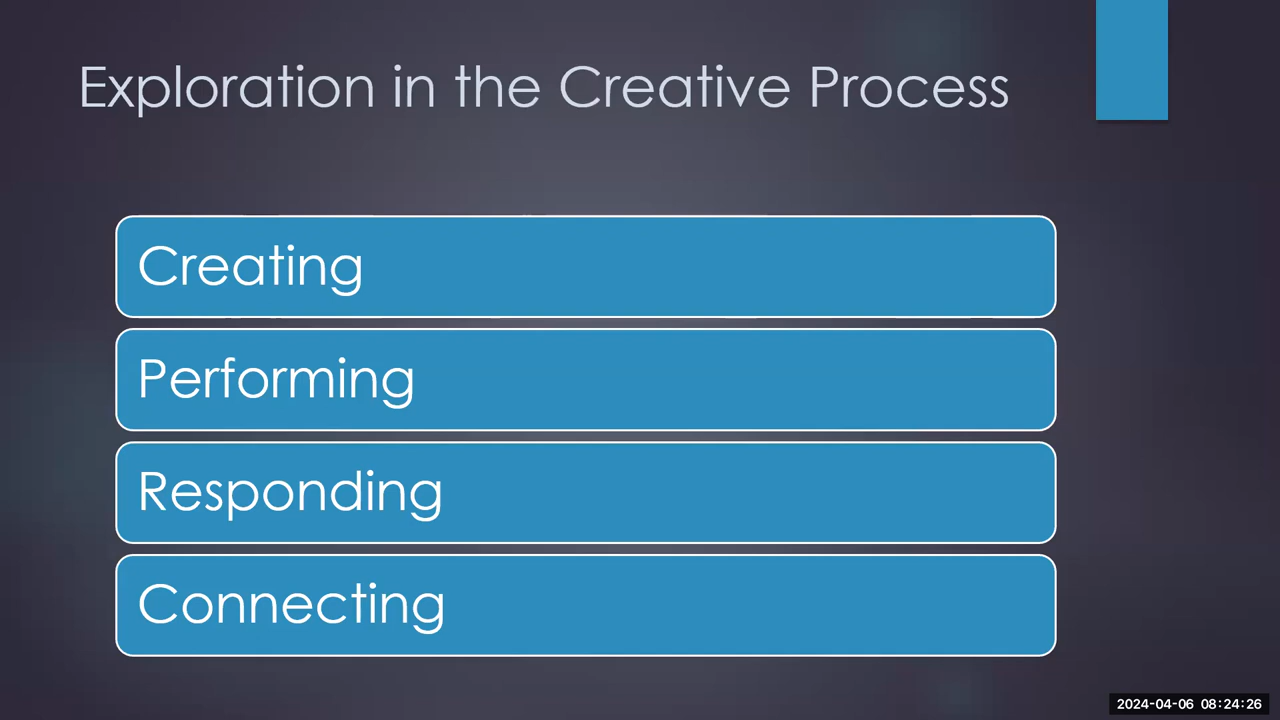 Exploration in the Creative Process
Creating
Performing
Responding
Connecting
2024-04-06 08:24:26